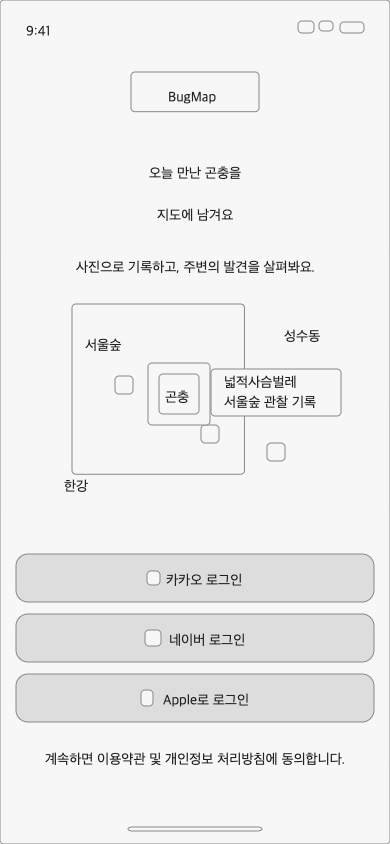 9:41
BugMap
오늘 만난 곤충을
지도에 남겨요
사진으로 기록하고, 주변의 발견을 살펴봐요.
성수동
서울숲
넓적사슴벌레
곤충
서울숲 관찰 기록
한강
카카오 로그인
네이버 로그인
Apple로 로그인
계속하면 이용약관 및 개인정보 처리방침에 동의합니다.